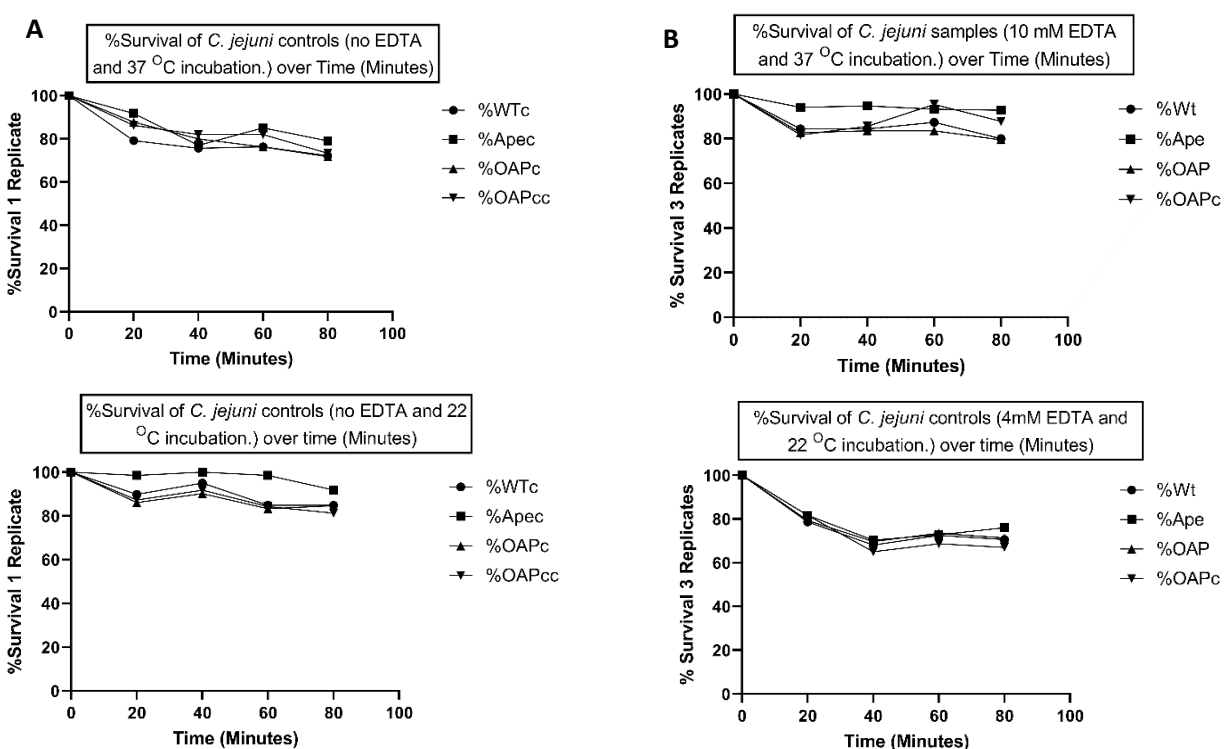 A
%Survival of C. jejuni controls (no EDTA
and 37 ᴼC incubation.) over Time (Minutes)
%Survival 1 Replicate
100
80
60
40
20
0
0 20 40 60 80 100
Time (Minutes)
%WTc
%Apec
%OAPc
%OAPcc
B
%Survival of C. jejuni samples (10 mM EDTA
and 37 ᴼC incubation.) over Time (Minutes)
% Survival 3 Replicates
100
80
60
40
20
0
0 20 40 60 80 100
Time (Minutes)
%Wt
%Ape
%OAP
%OAPc
%Survival of C. jejuni controls (no EDTA and 22
ᴼC incubation.) over time (Minutes)
%Survival 1 Replicate
100
80
60
40
20
0
0 20 40 60 80 100
Time (Minutes)
%WTc
%Apec
%OAPc
%OAPcc
%Survival of C. jejuni controls (4mM EDTA and
22 ᴼC incubation.) over time (Minutes)
% Survival 3 Replicates
100
80
60
40
20
0
0 20 40 60 80 100
Time (Minutes)
%Wt
%Ape
%OAP
%OAPc